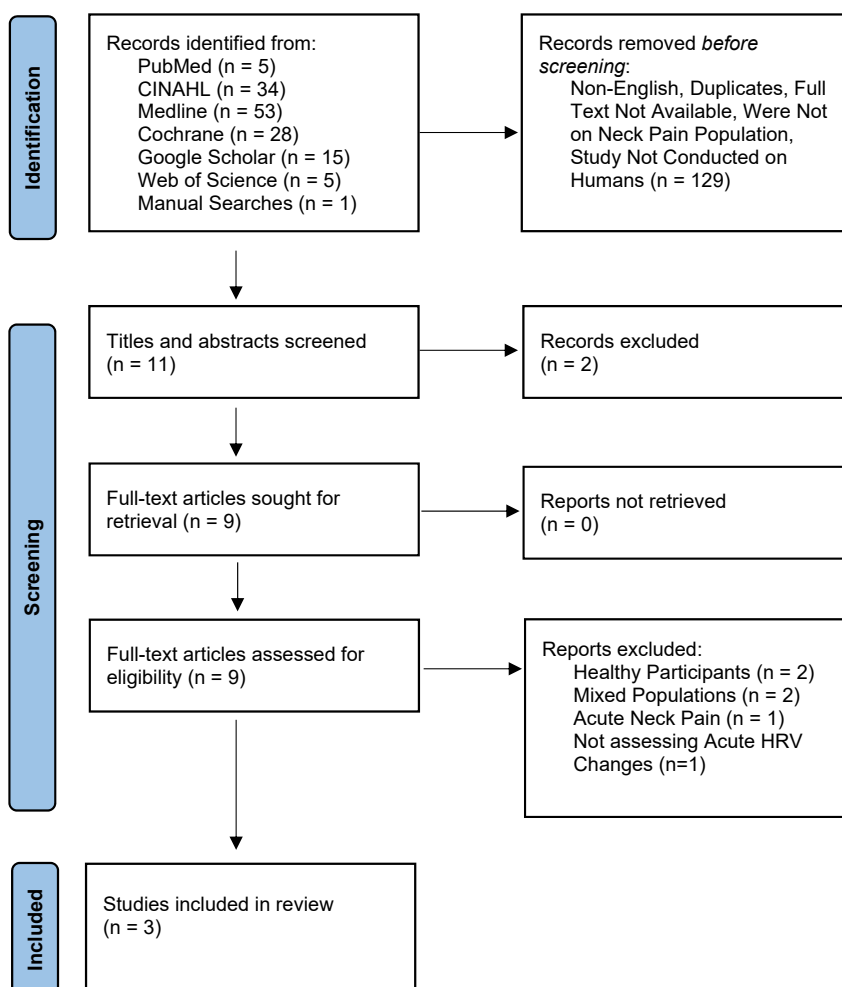 Identification
Records identified from:
PubMed (n = 5)
CINAHL (n = 34)
Medline (n = 53)
Cochrane (n = 28)
Google Scholar (n = 15)
Web of Science (n = 5)
Manual Searches (n = 1)
Records removed before
screening:
Non-English, Duplicates, Full
Text Not Available, Were Not
on Neck Pain Population,
Study Not Conducted on
Humans (n = 129)
Screening
Titles and abstracts screened
(n = 11)
Records excluded
(n = 2)
Full-text articles sought for
retrieval (n = 9)
Reports not retrieved
(n = 0)
Full-text articles assessed for
eligibility (n = 9)
Reports excluded:
Healthy Participants (n = 2)
Mixed Populations (n = 2)
Acute Neck Pain (n = 1)
Not assessing Acute HRV
Changes (n=1)
Included
Studies included in review
(n = 3)